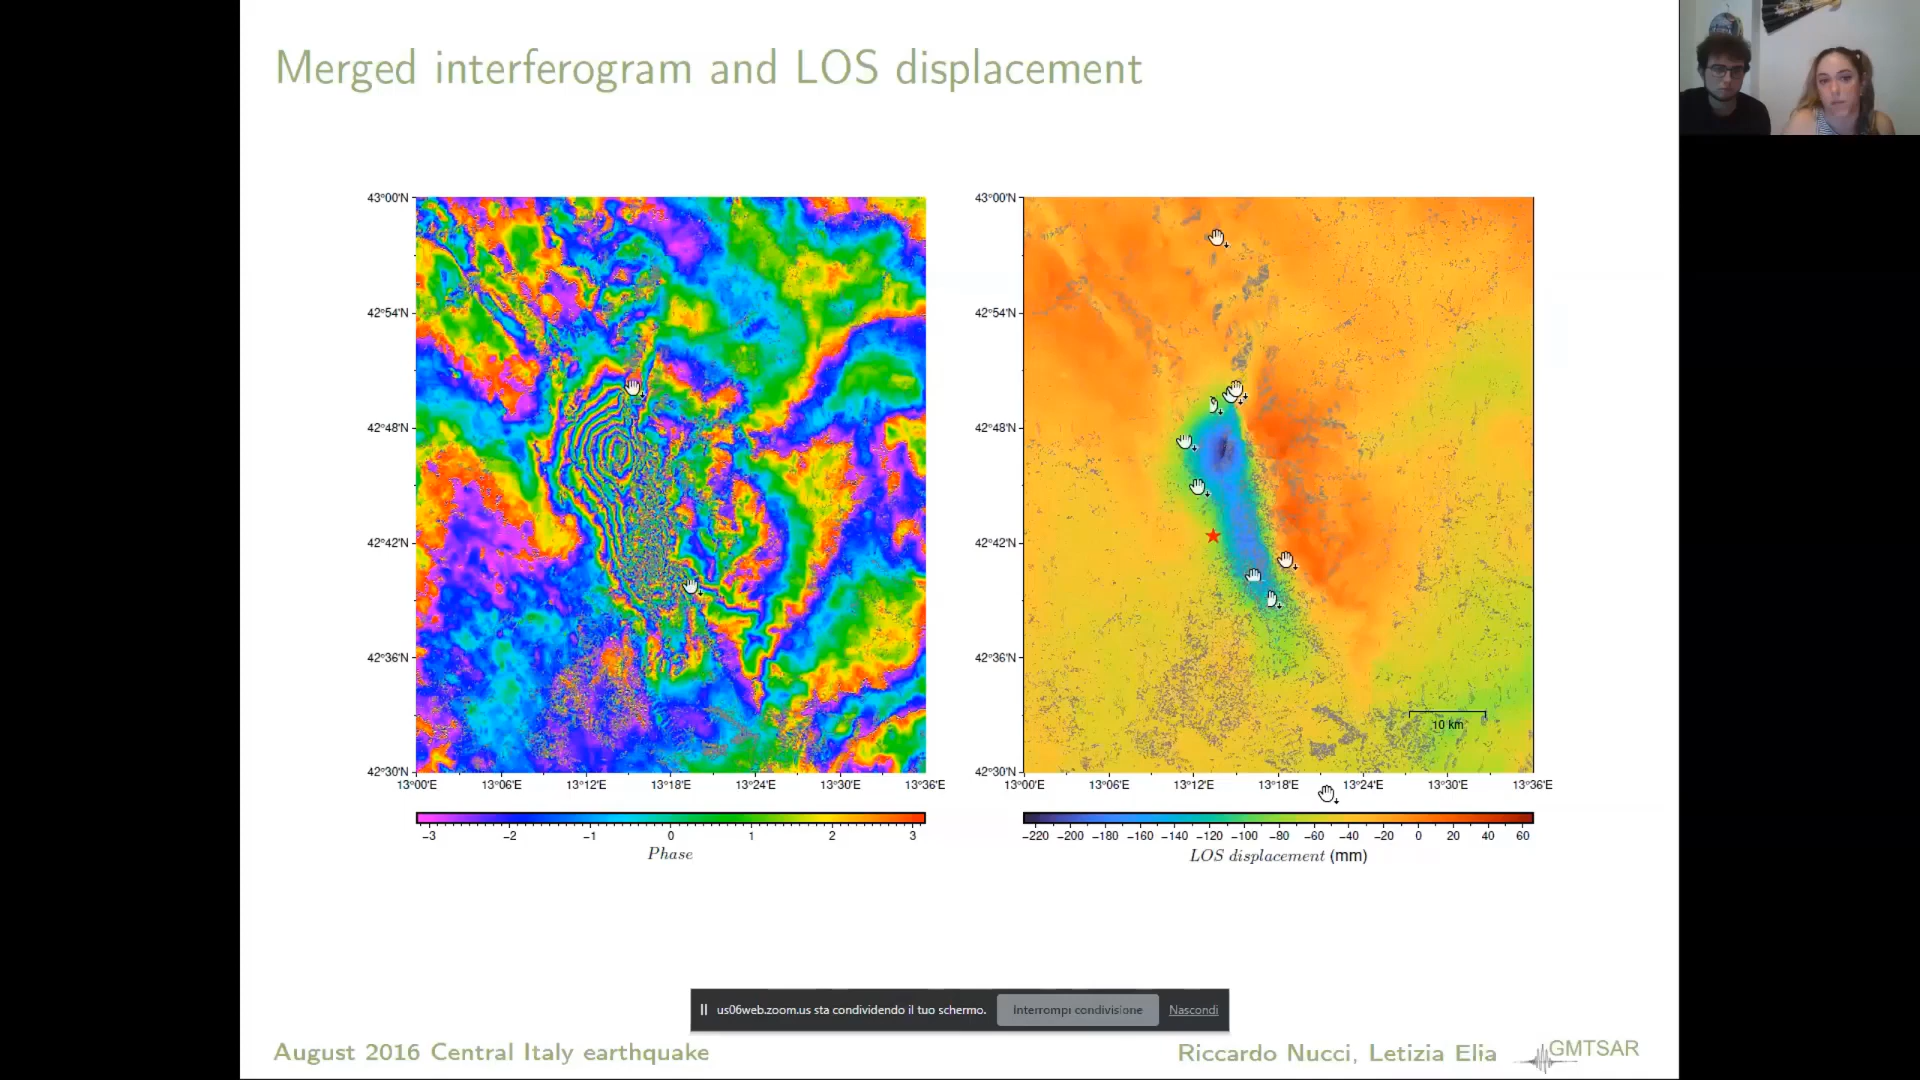 Merged interferogram and LOS displacement
43°00'N
42°54'N
42°48'N
42°42'N
42°36'N
42°30'N
13°00'E 13°06'E 13°12'E 13°18'E 13°24'E 13°30'E 13°36'E
−3 −2 −1 0 1 2 3
Phase
43°00'N
42°54'N
42°48'N
42°42'N
42°36'N
42°30'N
10 km
13°00'E 13°06'E 13°12'E 13°18'E 13°24'E 13°30'E 13°36'E
−220 −200 −180 −160 −140 −120 −100 −80 −60 −40 −20 0 20 40 60
LOS displacement (mm)
us06web.zoom.us sta condividendo il tuo schermo. Interrompi condivisione Nascondi
August 2016 Central Italy earthquake
Riccardo Nucci, Letizia Elia
GMTSAR